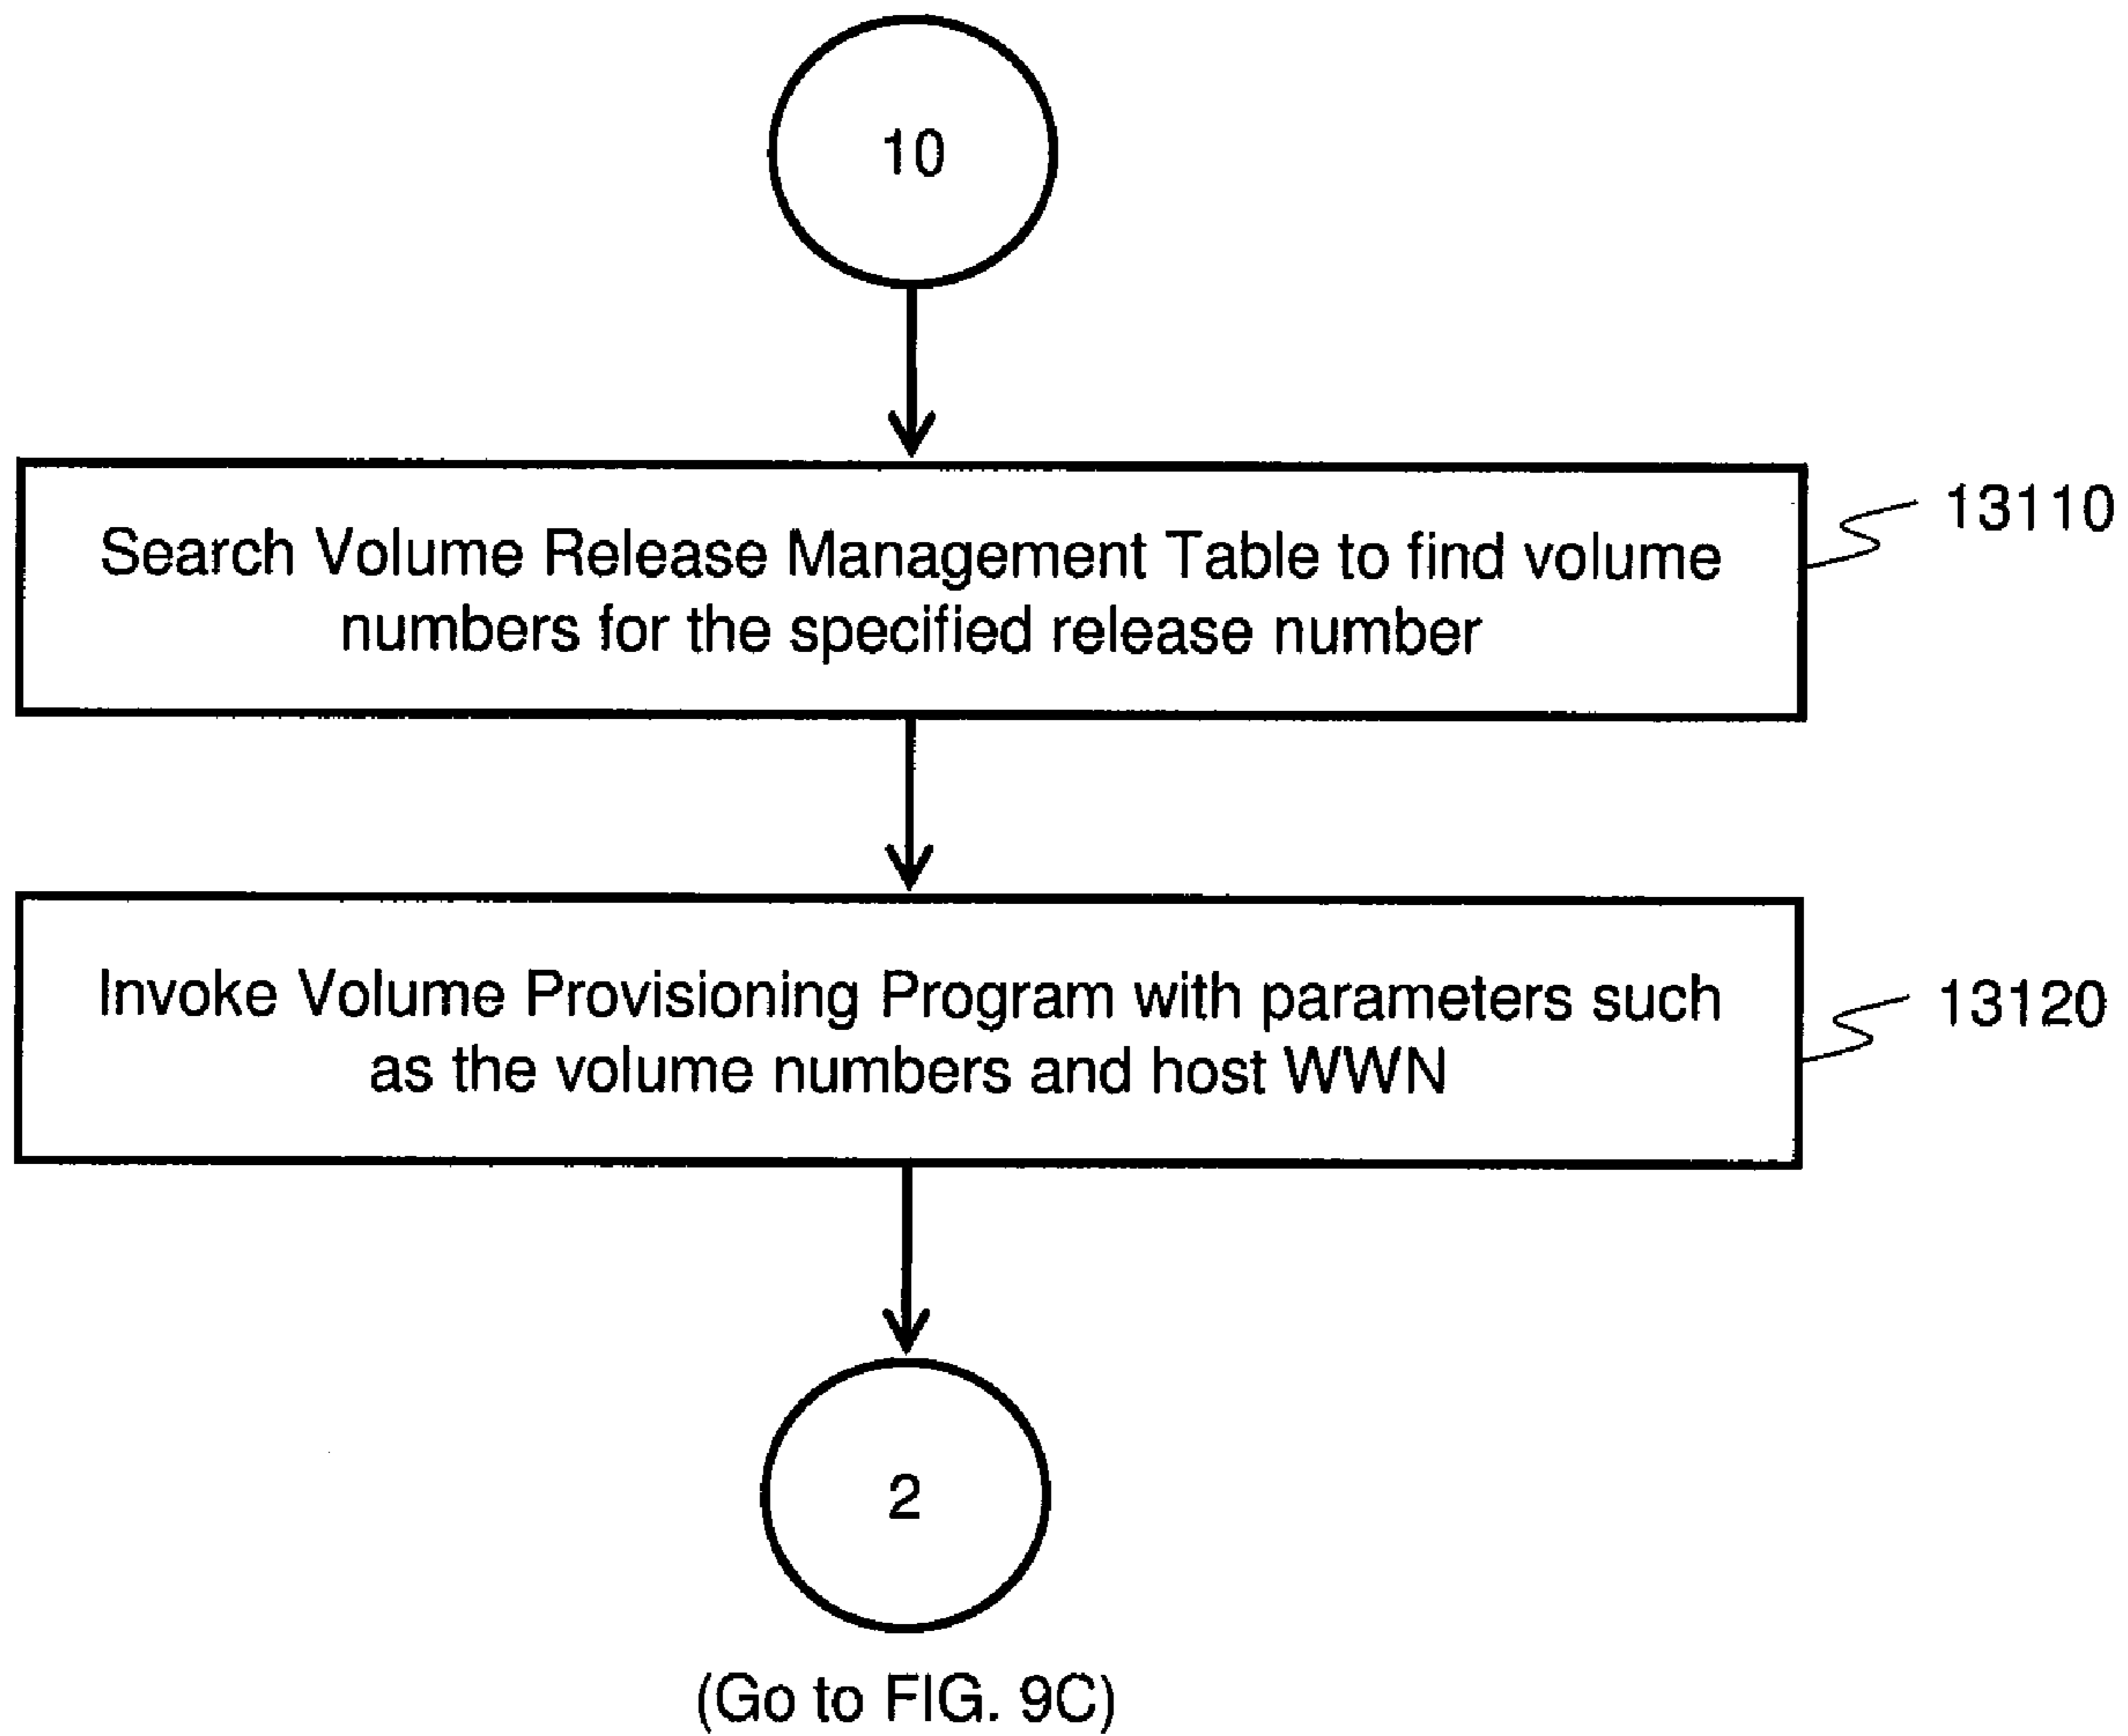 10
Search Volume Release Management Table to find volume
numbers for the specified release number
13110
Invoke Volume Provisioning Program with parameters such
as the volume numbers and host WWN
13120
2
(Go to FIG. 9C)